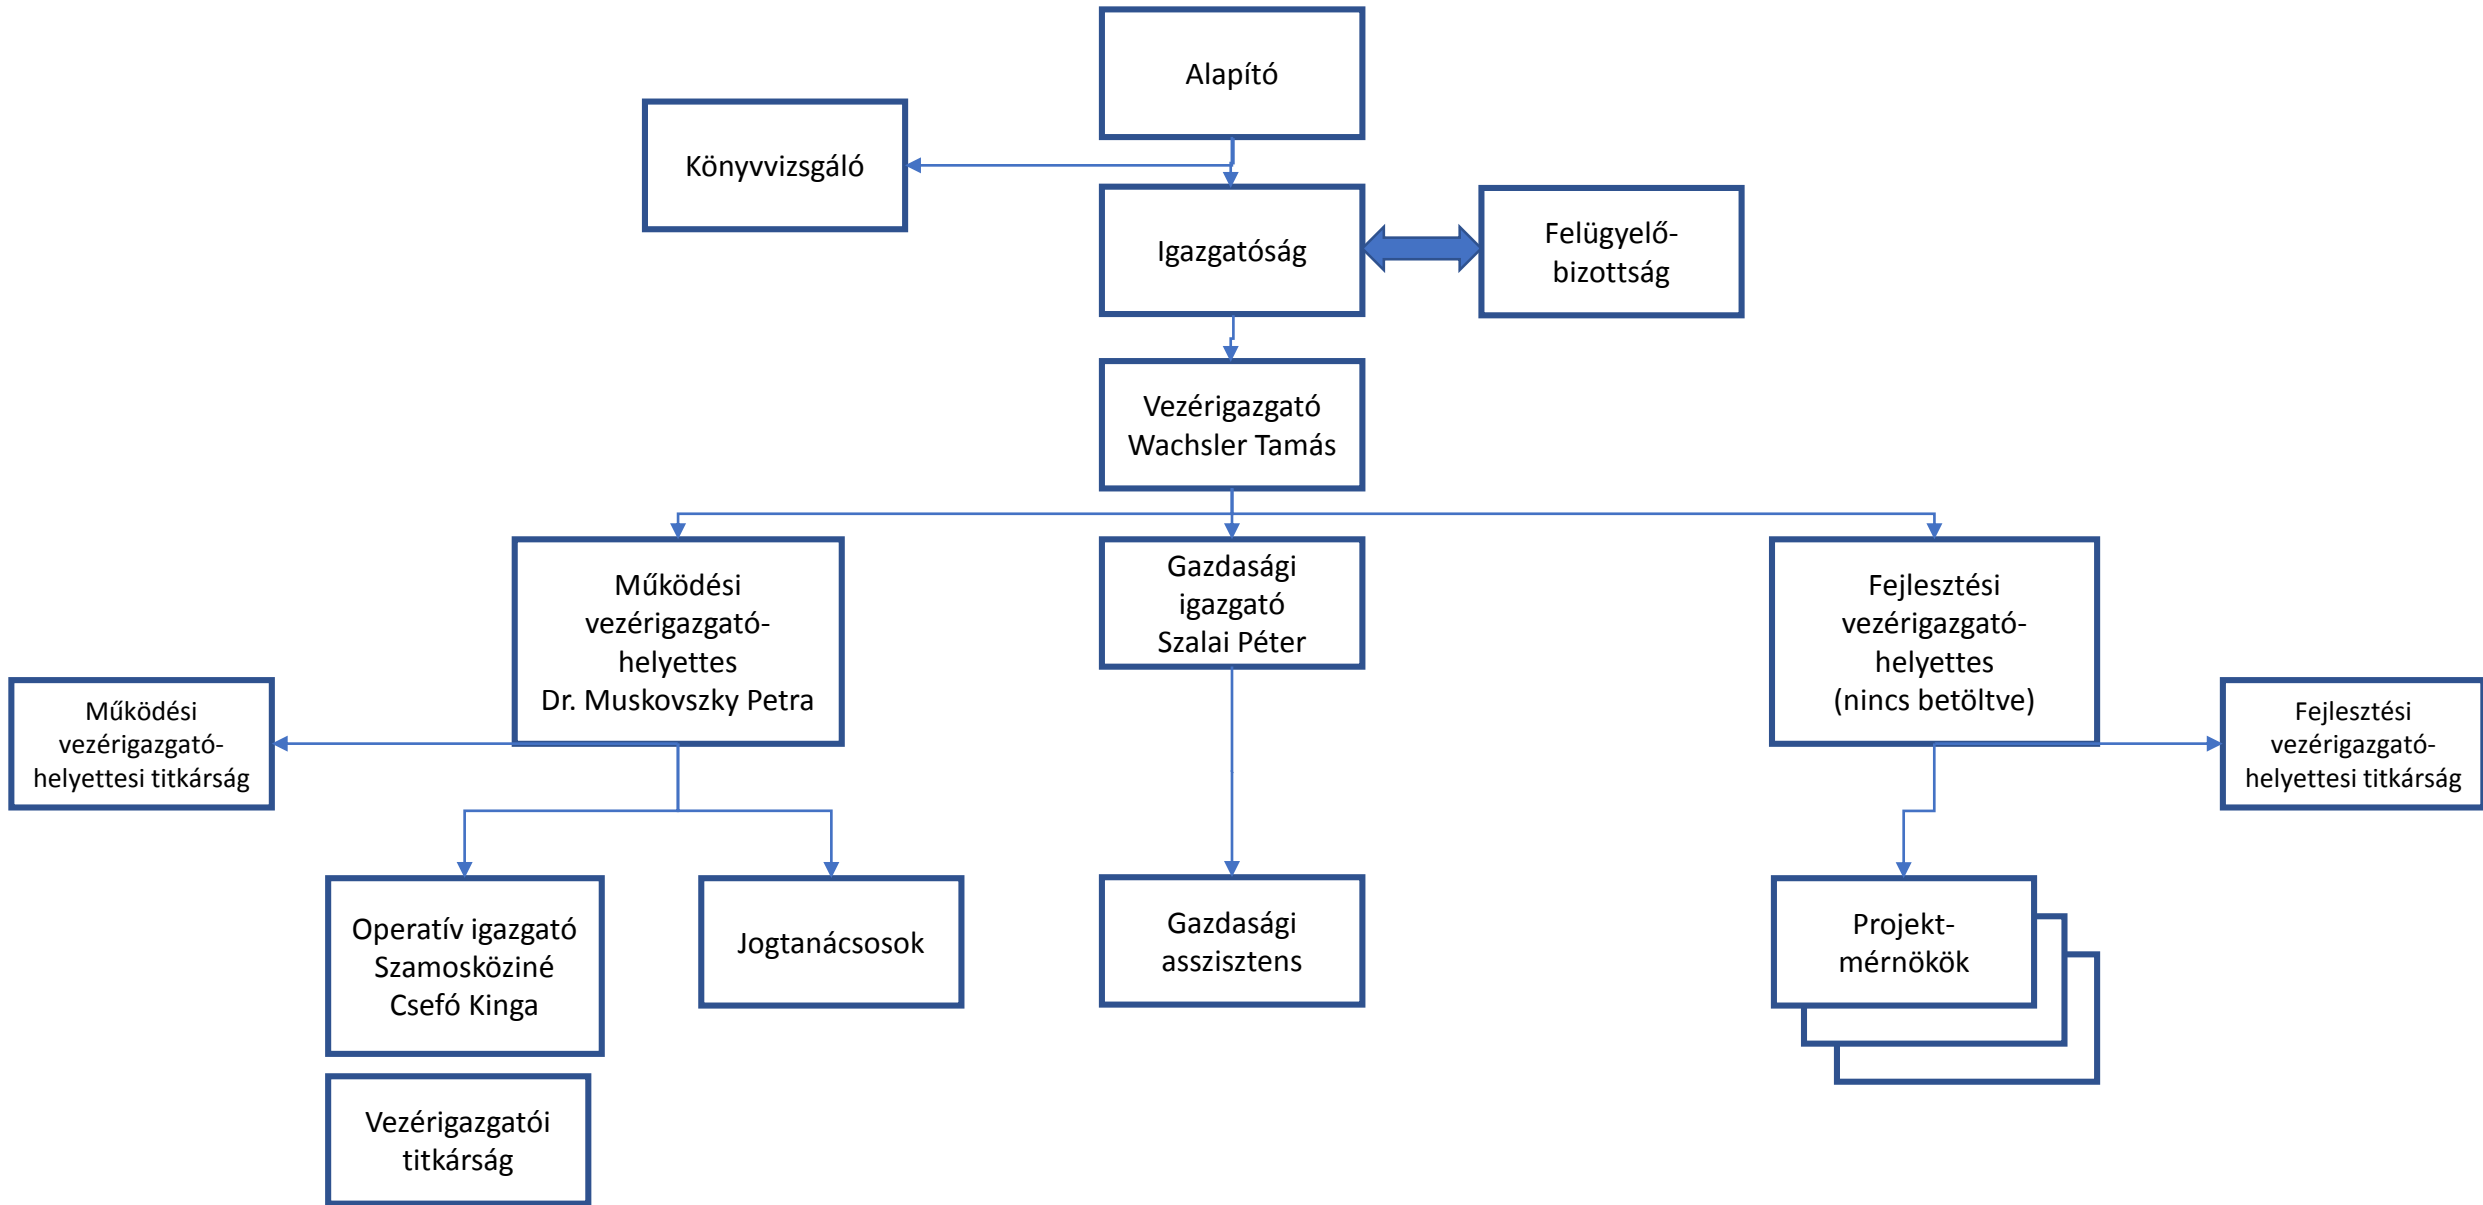 Alapító
Könyvvizsgáló
Igazgatóság
Felügyelő-
bizottság
Vezérigazgató
Wachsler Tamás
Működési
vezérigazgató-
helyettes
Dr. Muskovszky Petra
Gazdasági
igazgató
Szalai Péter
Fejlesztési
vezérigazgató-
helyettes
(nincs betöltve)
Működési
vezérigazgató-
helyettesi titkárság
Fejlesztési
vezérigazgató-
helyettesi titkárság
Operatív igazgató
Szamosköziné
Csefó Kinga
Jogtanácsosok
Gazdasági
asszisztens
Projekt-
mérnökök
Vezérigazgatói
titkárság